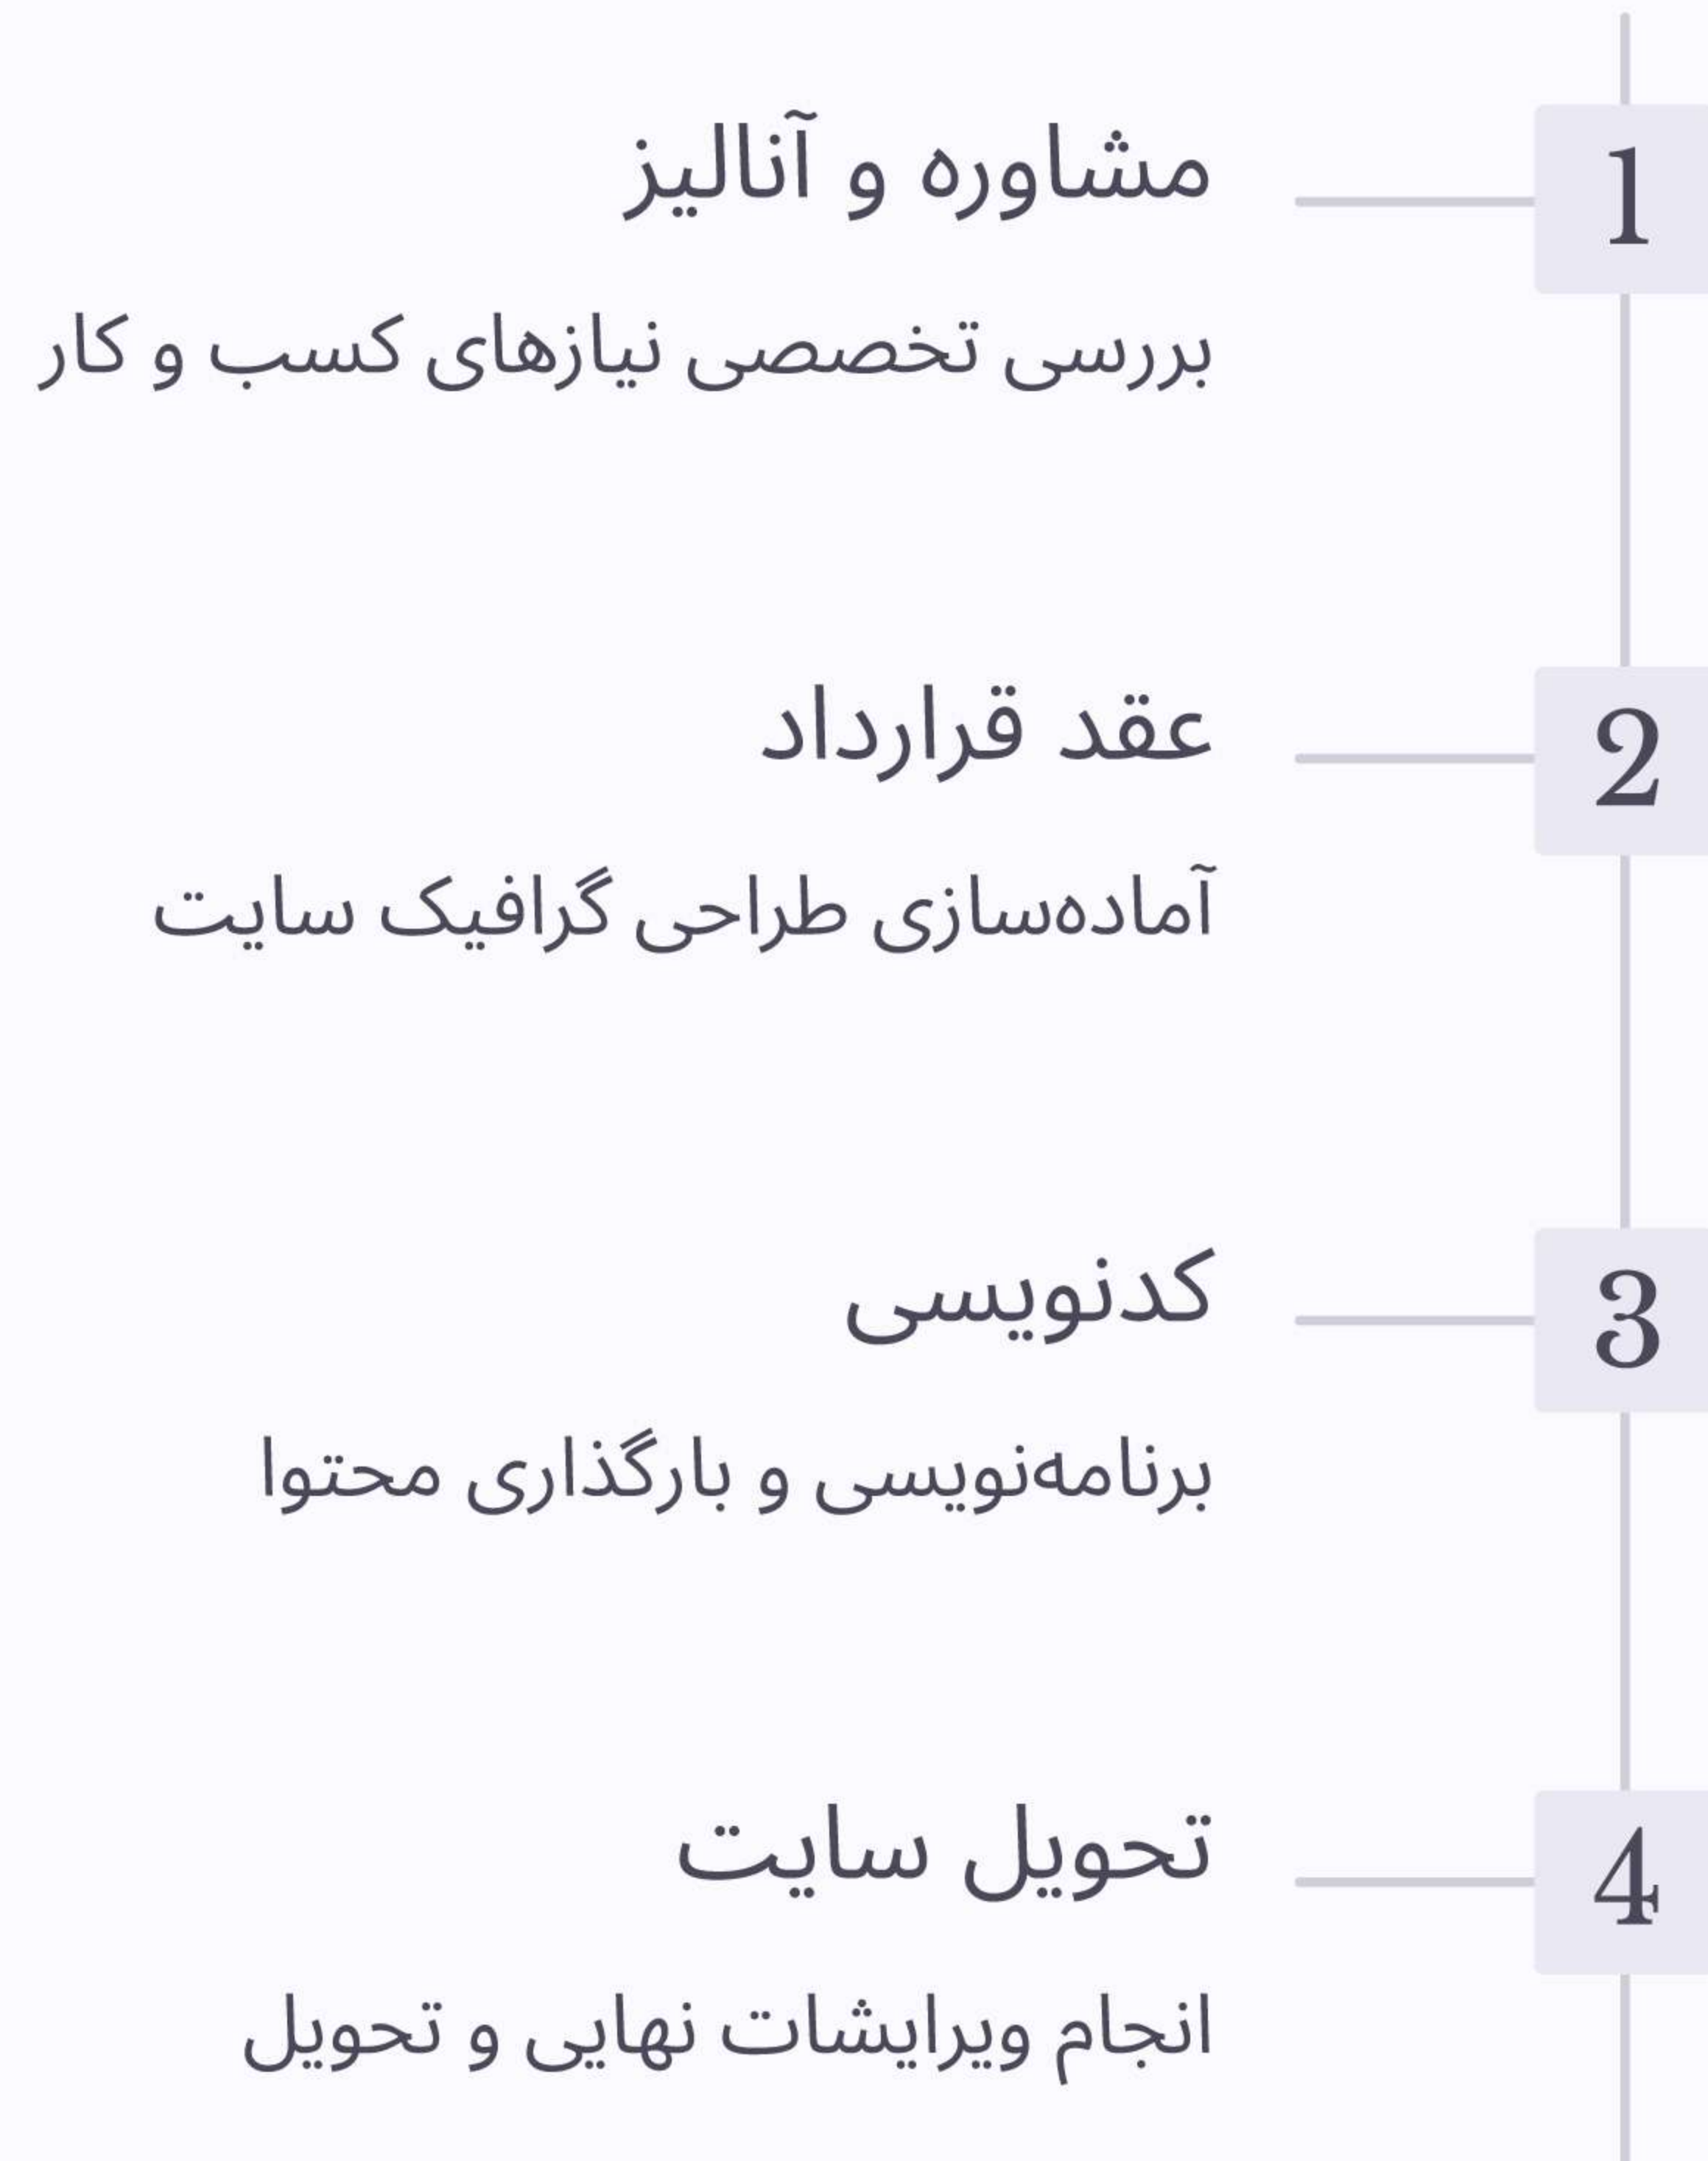 1
مشاوره و آنالیز
بررسی تخصصی نیازهای کسب و کار
2
عقد قرارداد
آماده‌سازی طراحی گرافیک سایت
3
کدنویسی
برنامه‌نویسی و بارگذاری محتوا
4
تحویل سایت
انجام ویرایشات نهایی و تحویل